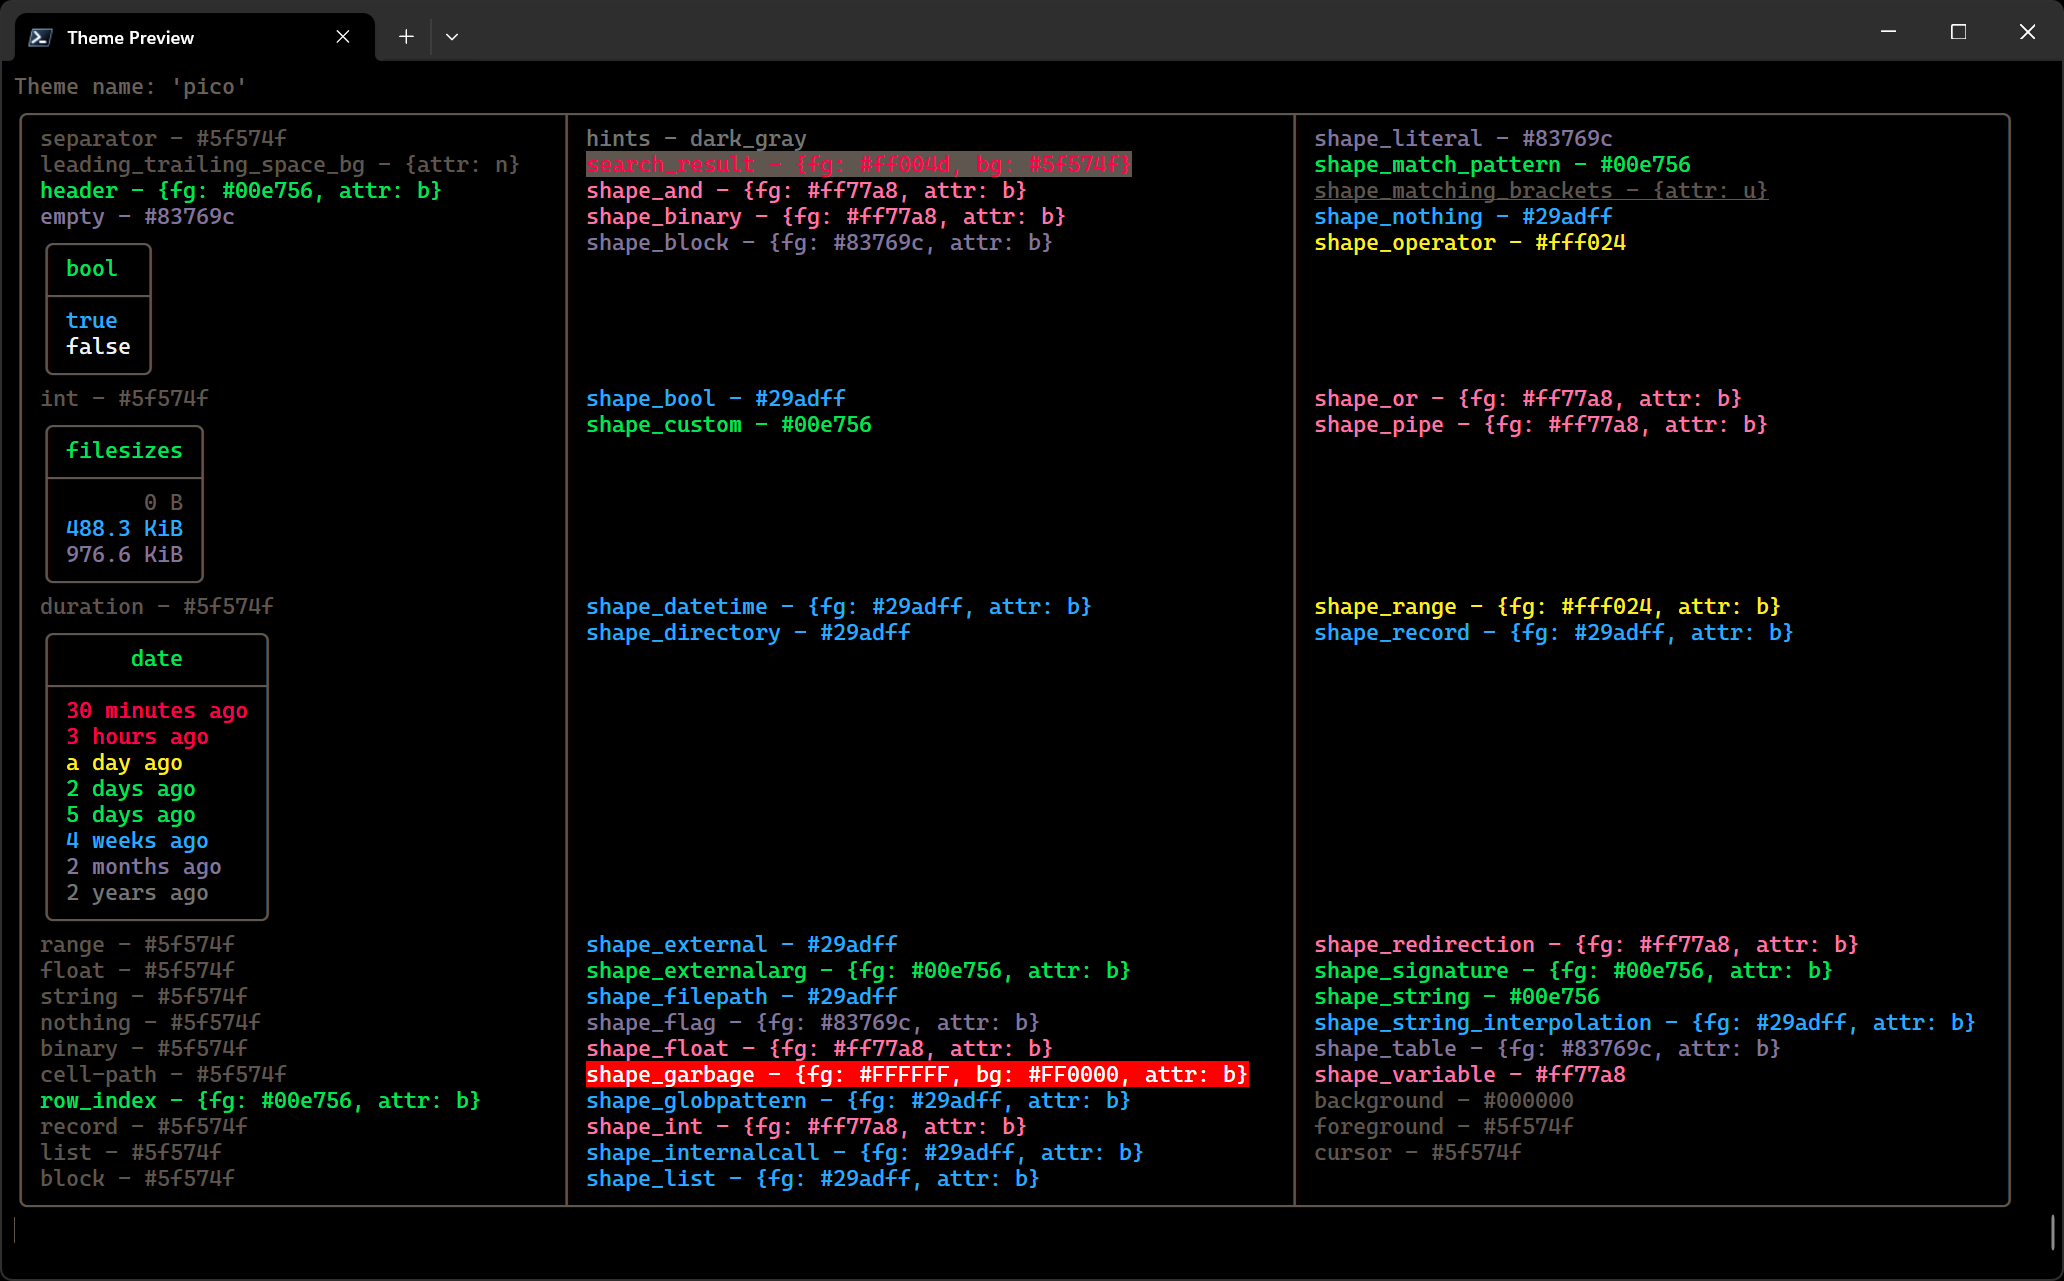 Theme Preview
Theme name: 'pico'
separator - #5f574f
leading_trailing_space_bg - {attr: n}
header - {fg: #00e756, attr: b}
empty - #83769c
bool
true
false
int - #5f574f
filesizes
0 B
488.3 KiB
976.6 KiB
duration - #5f574f
date
30 minutes ago
3 hours ago
a day ago
2 days ago
5 days ago
4 weeks ago
2 months ago
2 years ago
range - #5f574f
float - #5f574f
string - #5f574f
nothing - #5f574f
binary - #5f574f
cell-path - #5f574f
row_index - {fg: #00e756, attr: b}
record - #5f574f
list - #5f574f
block - #5f574f
hints - dark_gray
search_result - {fg: #ff004d, bg: #5f574f}
shape_and - {fg: #ff77a8, attr: b}
shape_binary - {fg: #ff77a8, attr: b}
shape_block - {fg: #83769c, attr: b}
shape_bool - #29adff
shape_custom - #00e756
shape_datetime - {fg: #29adff, attr: b}
shape_directory - #29adff
shape_external - #29adff
shape_externalarg - {fg: #00e756, attr: b}
shape_filepath - #29adff
shape_flag - {fg: #83769c, attr: b}
shape_float - {fg: #ff77a8, attr: b}
shape_garbage - {fg: #FFFFFF, bg: #FF0000, attr: b}
shape_globpattern - {fg: #29adff, attr: b}
shape_int - {fg: #ff77a8, attr: b}
shape_internalcall - {fg: #29adff, attr: b}
shape_list - {fg: #29adff, attr: b}
shape_literal - #83769c
shape_match_pattern - #00e756
shape_matching_brackets - {attr: u}
shape_nothing - #29adff
shape_operator - #fff024
shape_or - {fg: #ff77a8, attr: b}
shape_pipe - {fg: #ff77a8, attr: b}
shape_range - {fg: #fff024, attr: b}
shape_record - {fg: #29adff, attr: b}
shape_redirection - {fg: #ff77a8, attr: b}
shape_signature - {fg: #00e756, attr: b}
shape_string - #00e756
shape_string_interpolation - {fg: #29adff, attr: b}
shape_table - {fg: #83769c, attr: b}
shape_variable - #ff77a8
background - #000000
foreground - #5f574f
cursor - #5f574f